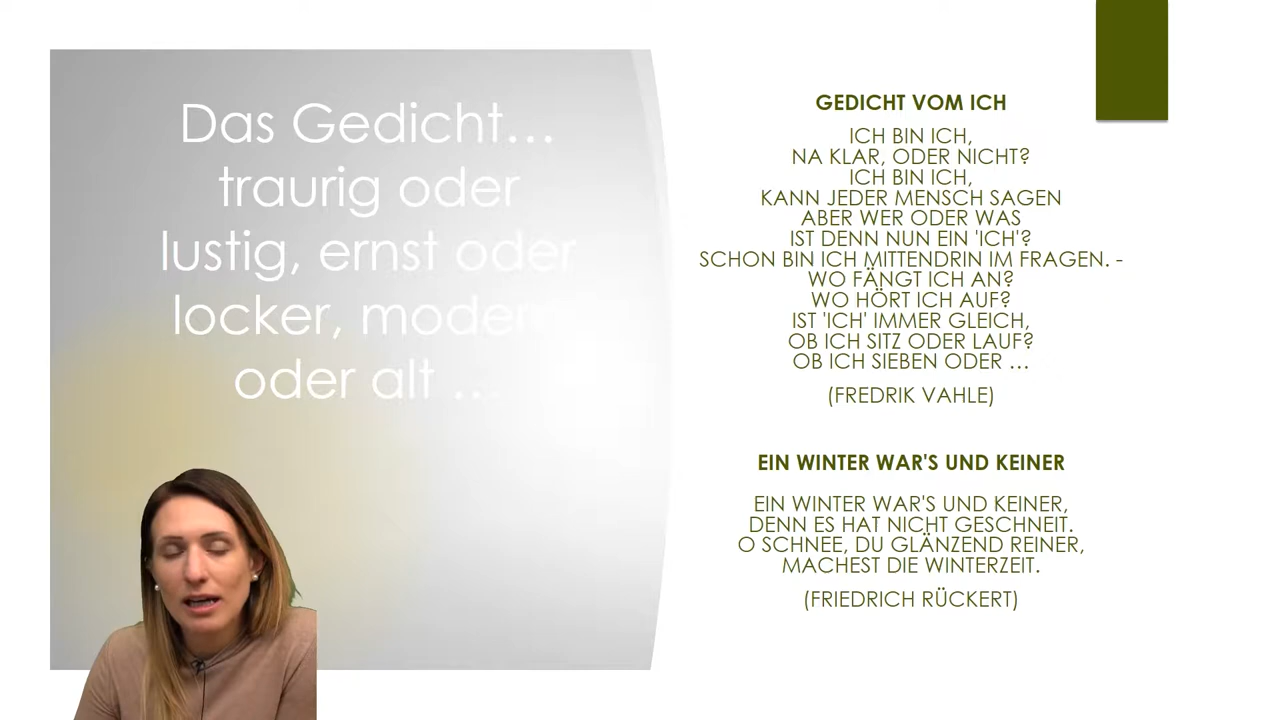 Das Gedicht…
traurig oder
lustig, ernst oder
locker, modern
oder alt …
GEDICHT VOM ICH
ICH BIN ICH,
NA KLAR, ODER NICHT?
ICH BIN ICH,
KANN JEDER MENSCH SAGEN
ABER WER ODER WAS
IST DENN NUN EIN 'ICH'?
SCHON BIN ICH MITTENDRIN IM FRAGEN. -
WO FÄNGT ICH AN?
WO HÖRT ICH AUF?
IST 'ICH' IMMER GLEICH,
OB ICH SITZ ODER LAUF?
OB ICH SIEBEN ODER …
(FREDRIK VAHLE)
EIN WINTER WAR'S UND KEINER
EIN WINTER WAR'S UND KEINER,
DENN ES HAT NICHT GESCHNEIT.
O SCHNEE, DU GLÄNZEND REINER,
MACHEST DIE WINTERZEIT.
(FRIEDRICH RÜCKERT)